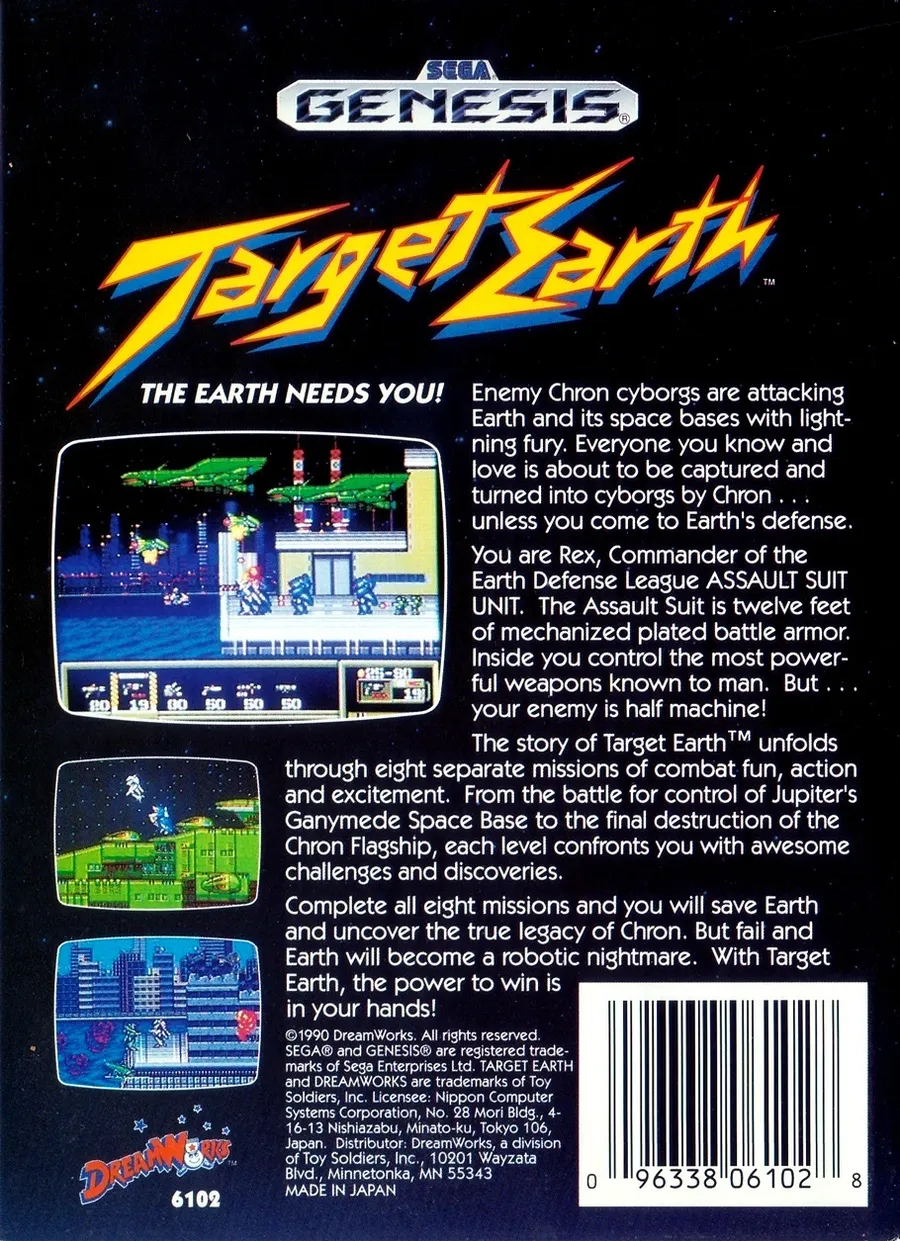 SEGA
GENESIS®
Target Earth™
THE EARTH NEEDS YOU!
Enemy Chron cyborgs are attacking
Earth and its space bases with light-
ning fury. Everyone you know and
love is about to be captured and
turned into cyborgs by Chron . . .
unless you come to Earth's defense.
You are Rex, Commander of the
Earth Defense League ASSAULT SUIT
UNIT. The Assault Suit is twelve feet
of mechanized plated battle armor.
Inside you control the most power-
ful weapons known to man. But . . .
your enemy is half machine!
The story of Target Earth™ unfolds
through eight separate missions of combat fun, action
and excitement. From the battle for control of Jupiter's
Ganymede Space Base to the final destruction of the
Chron Flagship, each level confronts you with awesome
challenges and discoveries.
Complete all eight missions and you will save Earth
and uncover the true legacy of Chron. But fail and
Earth will become a robotic nightmare. With Target
Earth, the power to win is
in your hands!
80 19 80 50 50 50
25-80
19
©1990 DreamWorks. All rights reserved.
SEGA® and GENESIS® are registered trade-
marks of Sega Enterprises Ltd. TARGET EARTH
and DREAMWORKS are trademarks of Toy
Soldiers, Inc. Licensee: Nippon Computer
Systems Corporation, No. 28 Mori Bldg., 4-
16-13 Nishiazabu, Minato-ku, Tokyo 106,
Japan. Distributor: DreamWorks, a division
of Toy Soldiers, Inc., 10201 Wayzata
Blvd., Minnetonka, MN 55343
MADE IN JAPAN
DREAMWORKS™
6102
0 96338 06102 8